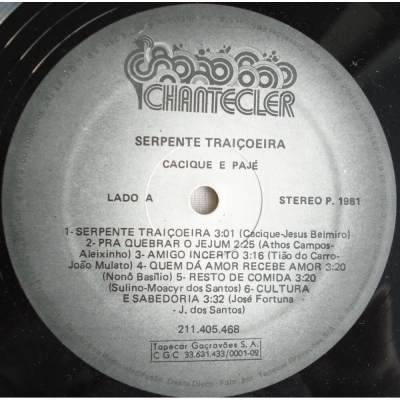 CHANTECLER
SERPENTE TRAIÇOEIRA
CACIQUE E PAJÉ
LADO A
STEREO P. 1981
1- SERPENTE TRAIÇOEIRA 3:01 (Cacique-Jesus Belmiro)
2- PRA QUEBRAR O JEJUM 2:25 (Athos Campos-
Aleixinho) 3- AMIGO INCERTO 3:16 (Tião do Carro-
João Mulato) 4- QUEM DÁ AMOR RECEBE AMOR 3:20
(Nonô Basílio) 5- RESTO DE COMIDA 3:20
(Sulino-Moacyr dos Santos) 6- CULTURA
E SABEDORIA 3:32 (José Fortuna
- J. dos Santos)
211.405.468
Tapecar Gravações S. A.
C G C 33.631.433/0001-02